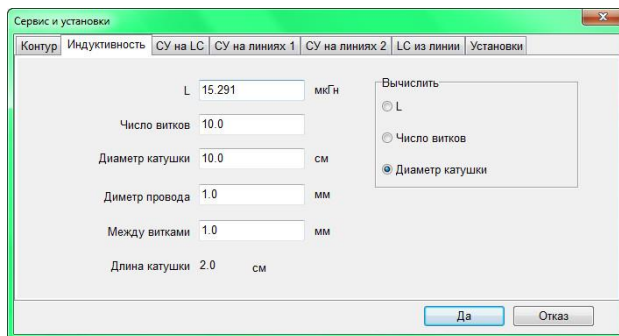 Сервис и установки
Контур Индуктивность СУ на LC СУ на линиях 1 СУ на линиях 2 LC из линии Установки
L 15.291 мкГн
Число витков 10.0
Диаметр катушки 10.0 см
Диметр провода 1.0 мм
Между витками 1.0 мм
Длина катушки 2.0 см
Вычислить
L
Число витков
Диаметр катушки
Да Отказ